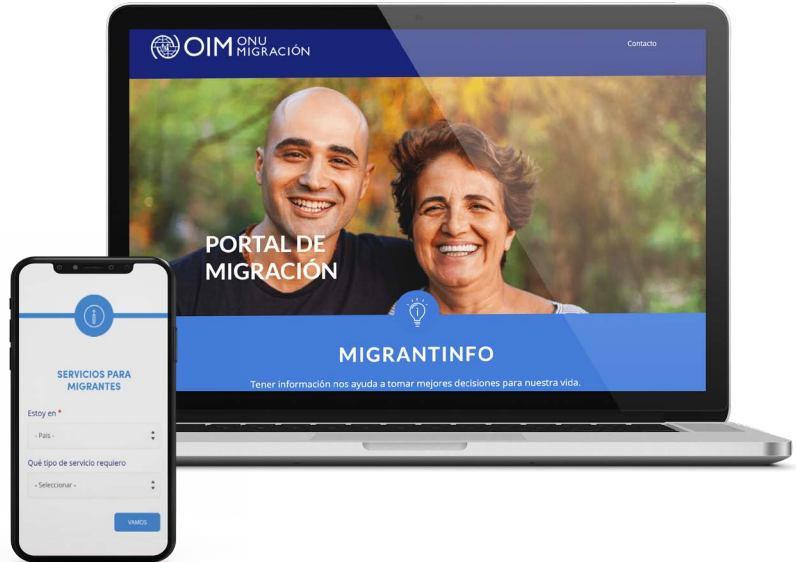 OIM ONU
MIGRACIÓN
Contacto
PORTAL DE
MIGRACIÓN
MIGRANTINFO
Tener información nos ayuda a tomar mejores decisiones para nuestra vida.
SERVICIOS PARA
MIGRANTES
Estoy en *
- País -
Qué tipo de servicio requiero
- Seleccionar -
VAMOS